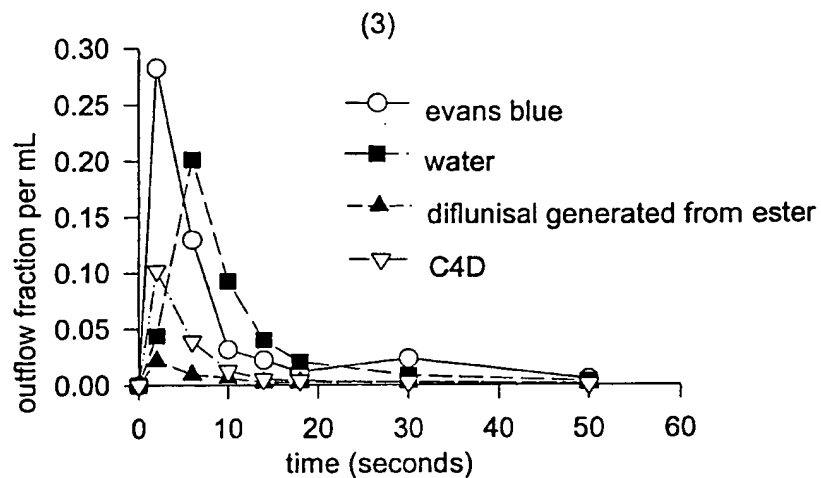 (3)
outflow fraction per mL
0.30
0.25
0.20
0.15
0.10
0.05
0.00
evans blue
water
diflunisal generated from ester
C4D
0 10 20 30 40 50 60
time (seconds)